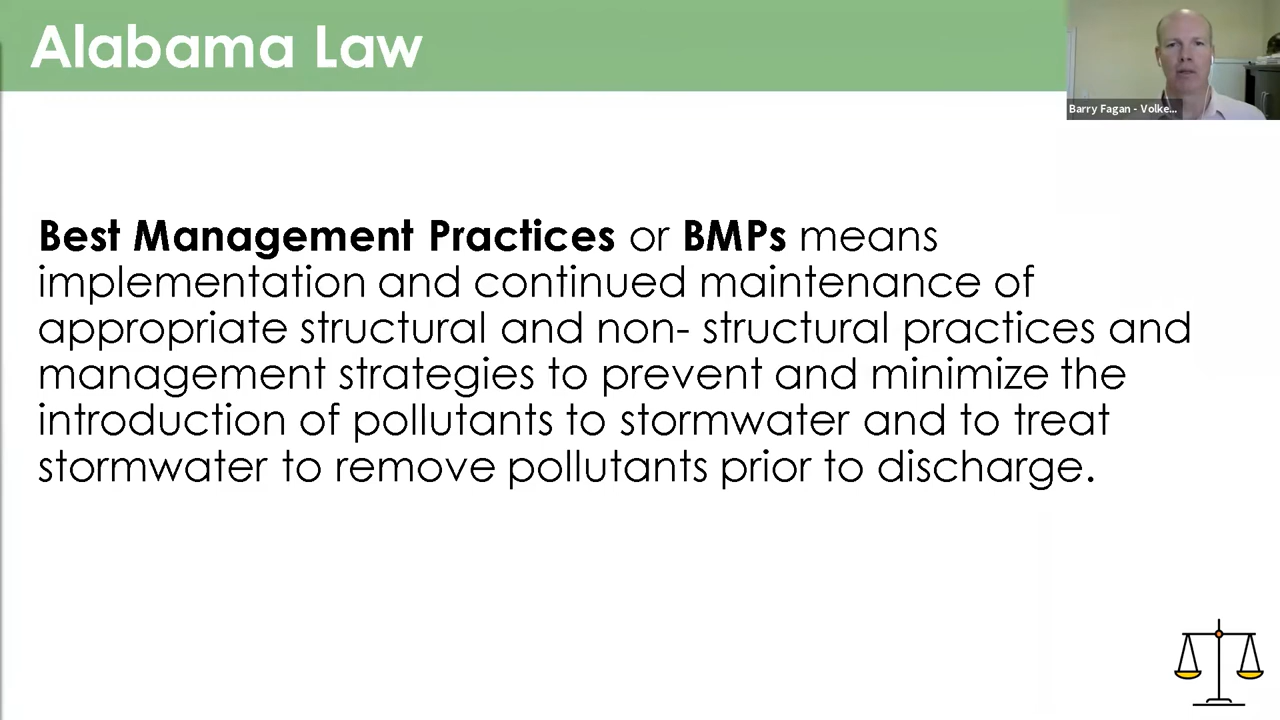 Alabama Law
Barry Fagan - Volke...
Best Management Practices or BMPs means
implementation and continued maintenance of
appropriate structural and non- structural practices and
management strategies to prevent and minimize the
introduction of pollutants to stormwater and to treat
stormwater to remove pollutants prior to discharge.